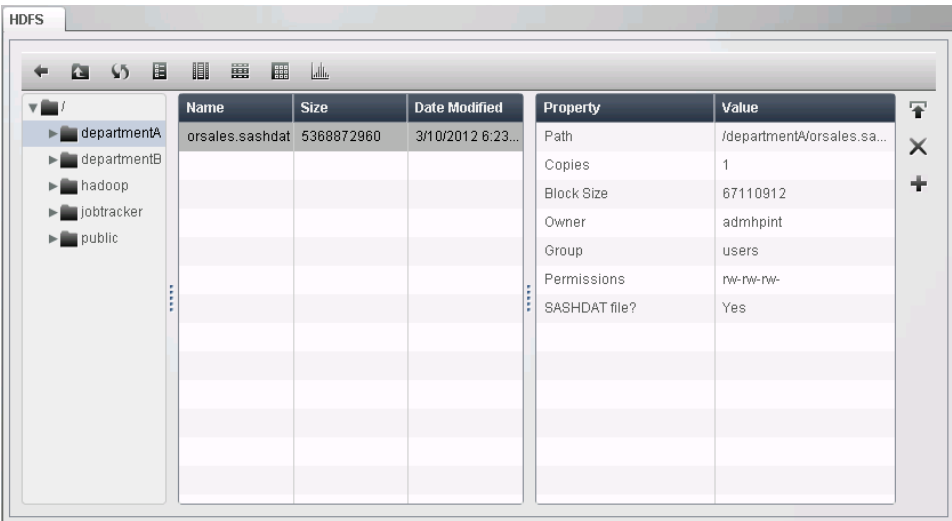 HDFS
/
departmentA
departmentB
hadoop
jobtracker
public
Name Size Date Modified
orsales.sashdat 5368872960 3/10/2012 6:23...
Property Value
Path /departmentA/orsales.sa...
Copies 1
Block Size 67110912
Owner admhpint
Group users
Permissions rw-rw-rw-
SASHDAT file? Yes